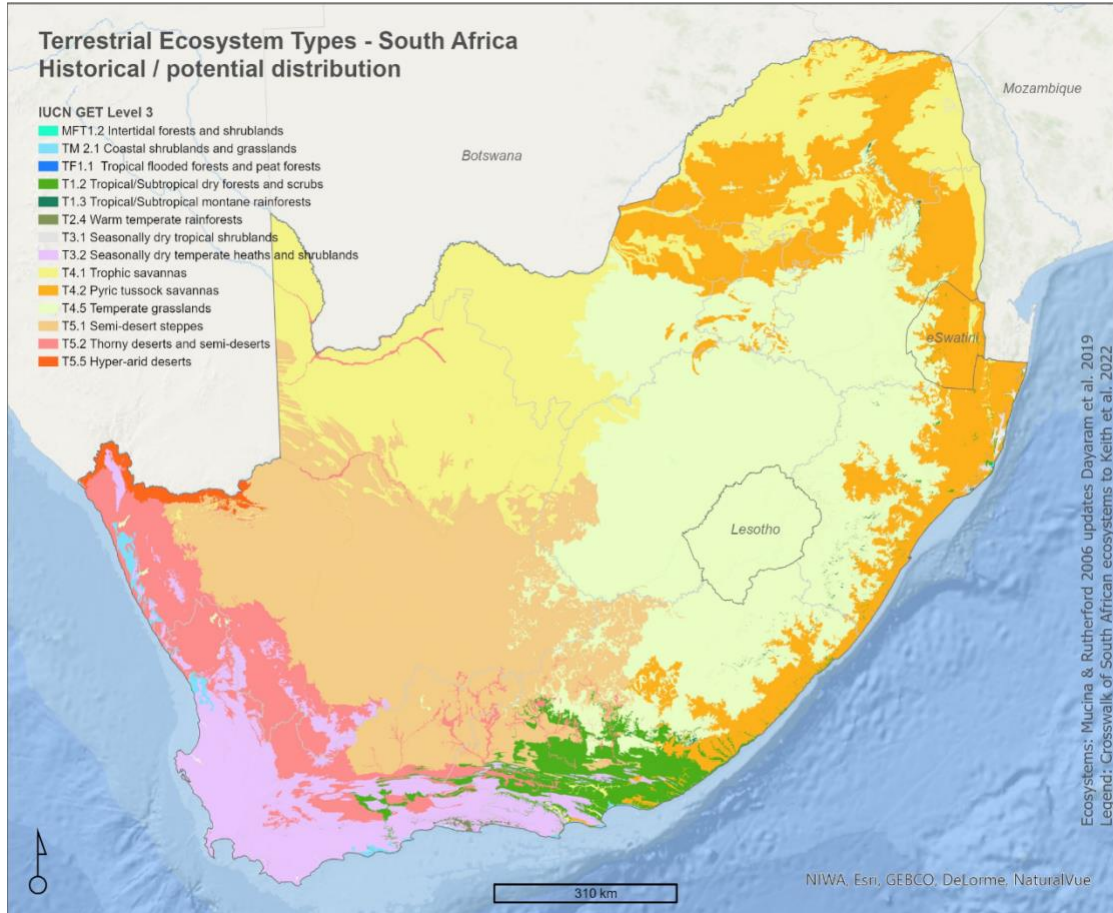 Terrestrial Ecosystem Types - South Africa
Historical / potential distribution
IUCN GET Level 3
MFT1.2 Intertidal forests and shrublands
TM 2.1 Coastal shrublands and grasslands
TF1.1 Tropical flooded forests and peat forests
T1.2 Tropical/Subtropical dry forests and scrubs
T1.3 Tropical/Subtropical montane rainforests
T2.4 Warm temperate rainforests
T3.1 Seasonally dry tropical shrublands
T3.2 Seasonally dry temperate heaths and shrublands
T4.1 Trophic savannas
T4.2 Pyric tussock savannas
T4.5 Temperate grasslands
T5.1 Semi-desert steppes
T5.2 Thorny deserts and semi-deserts
T5.5 Hyper-arid deserts
Mozambique
Botswana
eSwatini
Lesotho
Ecosystems: Mucina & Rutherford 2006 updates Dayaram et al. 2019
Legend: Crosswalk of South African ecosystems to Keith et al. 2022
310 km
NIWA, Esri, GEBCO, DeLorme, NaturalVue